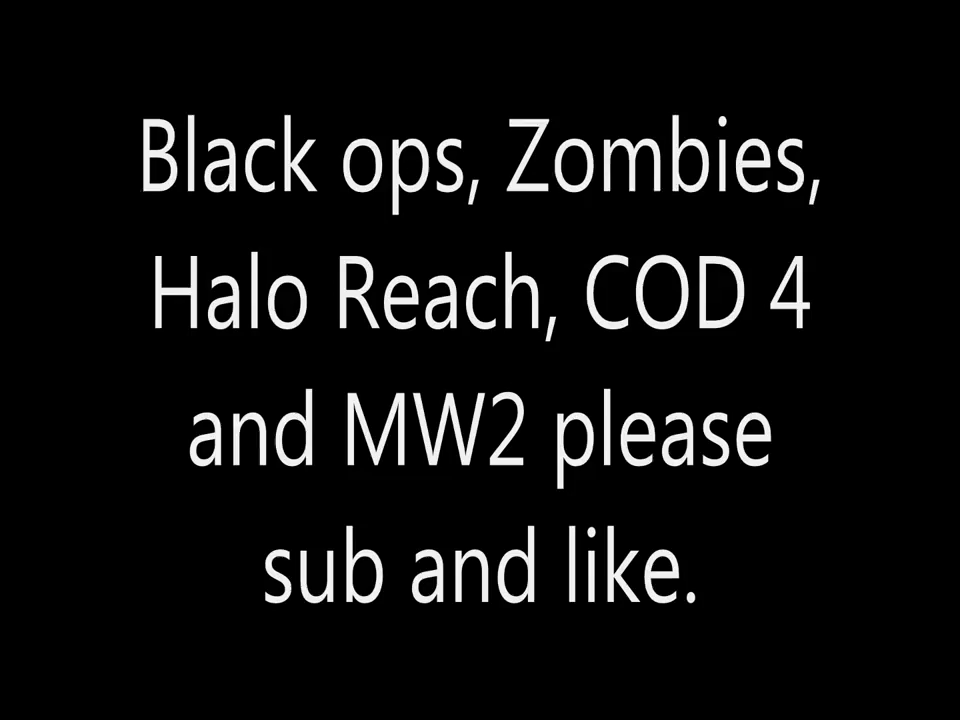 Black ops, Zombies,
Halo Reach, COD 4
and MW2 please
sub and like.